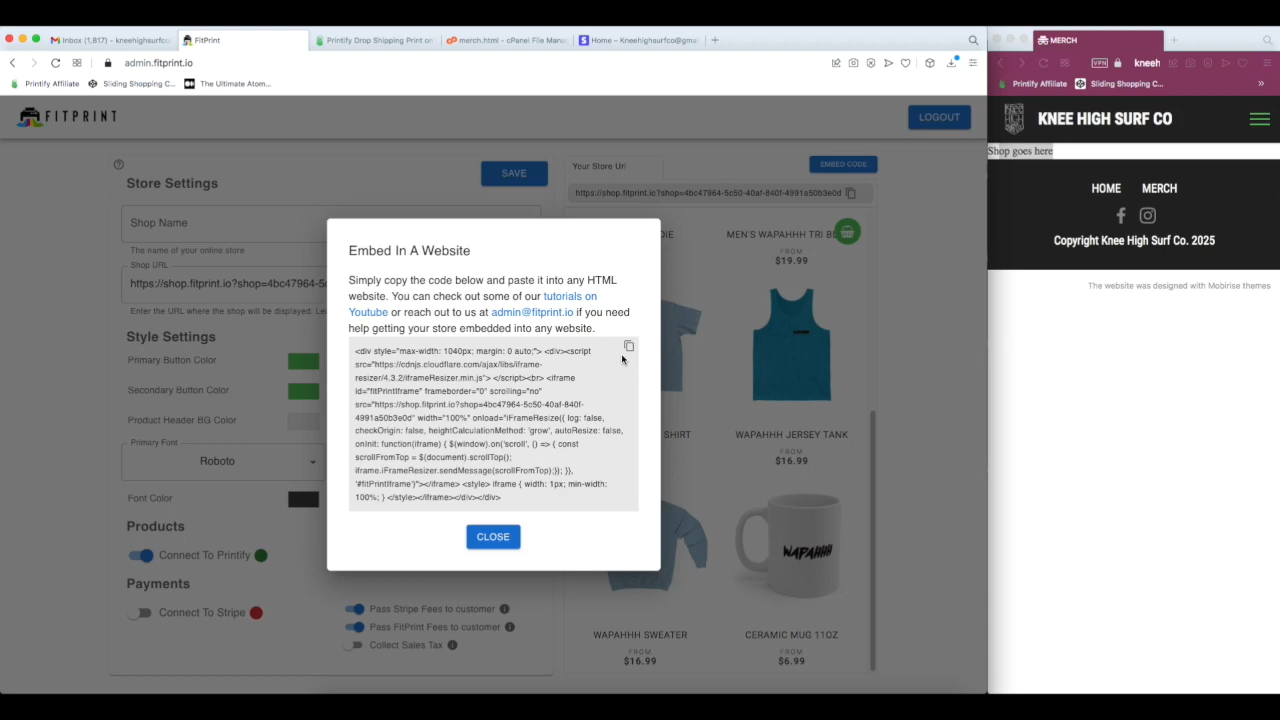 Inbox (1,817) - kneehighsurfco
FitPrint
Printify Drop Shipping Print on
merch.html - cPanel File Mana
Home – Kneehighsurfco@gma
admin.fitprint.io
Printify Affiliate
Sliding Shopping C...
The Ultimate Atom...
FITPRINT
LOGOUT
Store Settings
SAVE
Shop Name
The name of your online store
Shop URL
https://shop.fitprint.io?shop=4bc47964-5c
Enter the URL where the shop will be displayed.
Style Settings
Primary Button Color
Secondary Button Color
Product Header BG Color
Primary Font
Roboto
Font Color
Products
Connect To Printify
Payments
Connect To Stripe
Pass Stripe Fees to customer
Pass FitPrint Fees to customer
Collect Sales Tax
Embed In A Website
Simply copy the code below and paste it into any HTML
website. You can check out some of our tutorials on
Youtube or reach out to us at admin@fitprint.io if you need
help getting your store embedded into any website.
<div style="max-width: 1040px; margin: 0 auto;"> <div><script
src="https://cdnjs.cloudflare.com/ajax/libs/iframe-
resizer/4.3.2/iframeResizer.min.js"> </script><br> <iframe
id="fitPrintIframe" frameborder="0" scrolling="no"
src="https://shop.fitprint.io?shop=4bc47964-5c50-40af-840f-
4991a50b3e0d" width="100%" onload="iFrameResize({ log: false,
checkOrigin: false, heightCalculationMethod: 'grow', autoResize: false,
onInit: function(iframe) { $(window).on('scroll', () => { const
scrollFromTop = $(document).scrollTop();
iframe.iFrameResizer.sendMessage(scrollFromTop);}); }},
'#fitPrintIframe')"></iframe> <style> iframe { width: 1px; min-width:
100%; } </style></iframe></div></div>
CLOSE
Your Store Url
EMBED CODE
https://shop.fitprint.io?shop=4bc47964-5c50-40af-840f-4991a50b3e0d
DIE
MEN'S WAPAHHH TRI BL
FROM
$19.99
SHIRT
WAPAHHH JERSEY TANK
FROM
$16.99
WAPAHHH
WAPAHHH SWEATER
FROM
$16.99
CERAMIC MUG 11OZ
FROM
$6.99
MERCH
VPN
kneeh
Printify Affiliate
Sliding Shopping C...
»
KNEE HIGH SURF CO
Shop goes here
HOME
MERCH
Copyright Knee High Surf Co. 2025
The website was designed with Mobirise themes